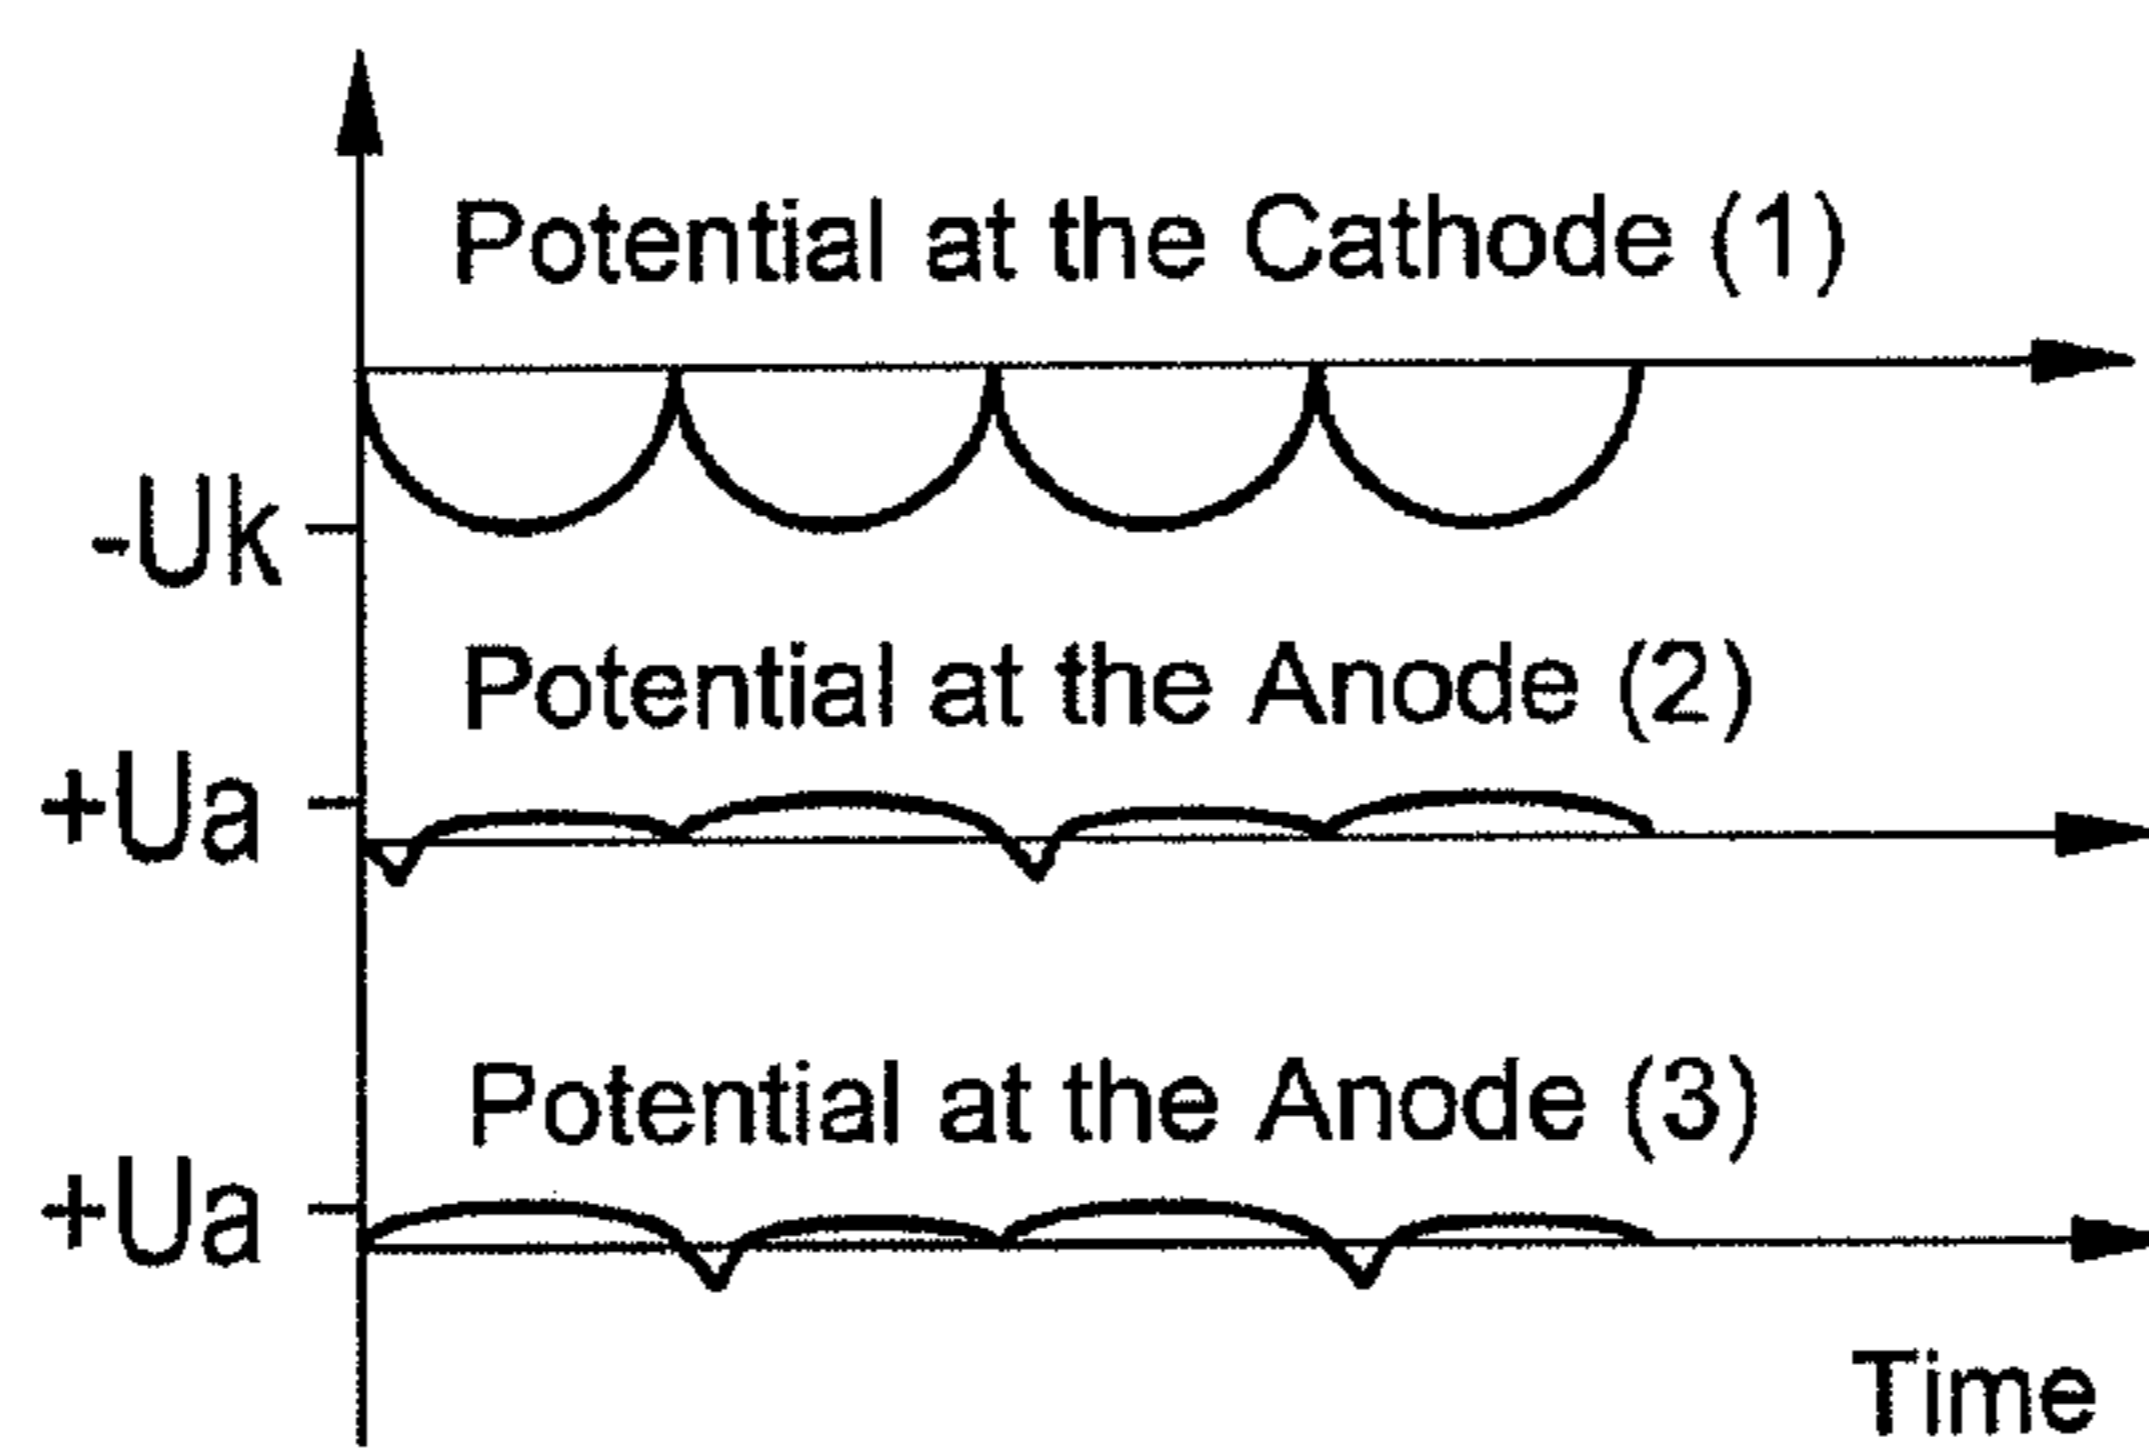 Potential at the Cathode (1)
-Uk
Potential at the Anode (2)
+Ua
Potential at the Anode (3)
+Ua
Time